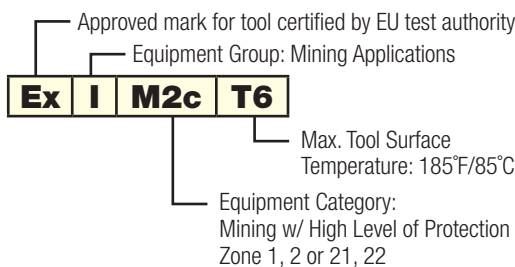 Approved mark for tool certified by EU test authority
Equipment Group: Mining Applications
Ex I M2c T6
Max. Tool Surface
Temperature: 185°F/85°C
Equipment Category:
Mining w/ High Level of Protection
Zone 1, 2 or 21, 22